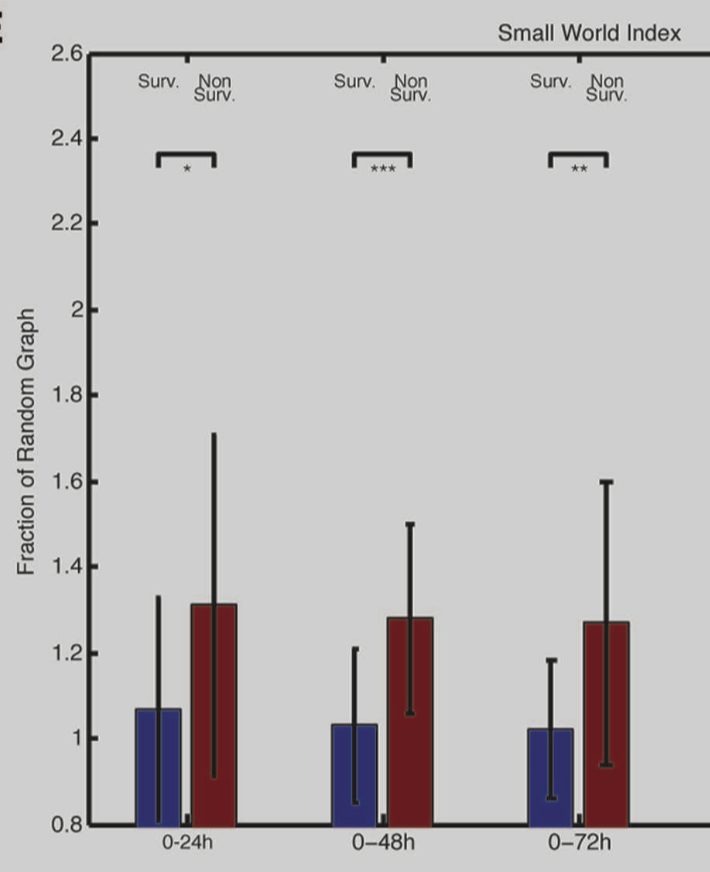 Small World Index
2.6
Surv. Non Surv. Surv. Non Surv. Surv. Non Surv.
2.4
* *** **
2.2
2
1.8
1.6
1.4
1.2
1
0.8
Fraction of Random Graph
0-24h 0–48h 0–72h